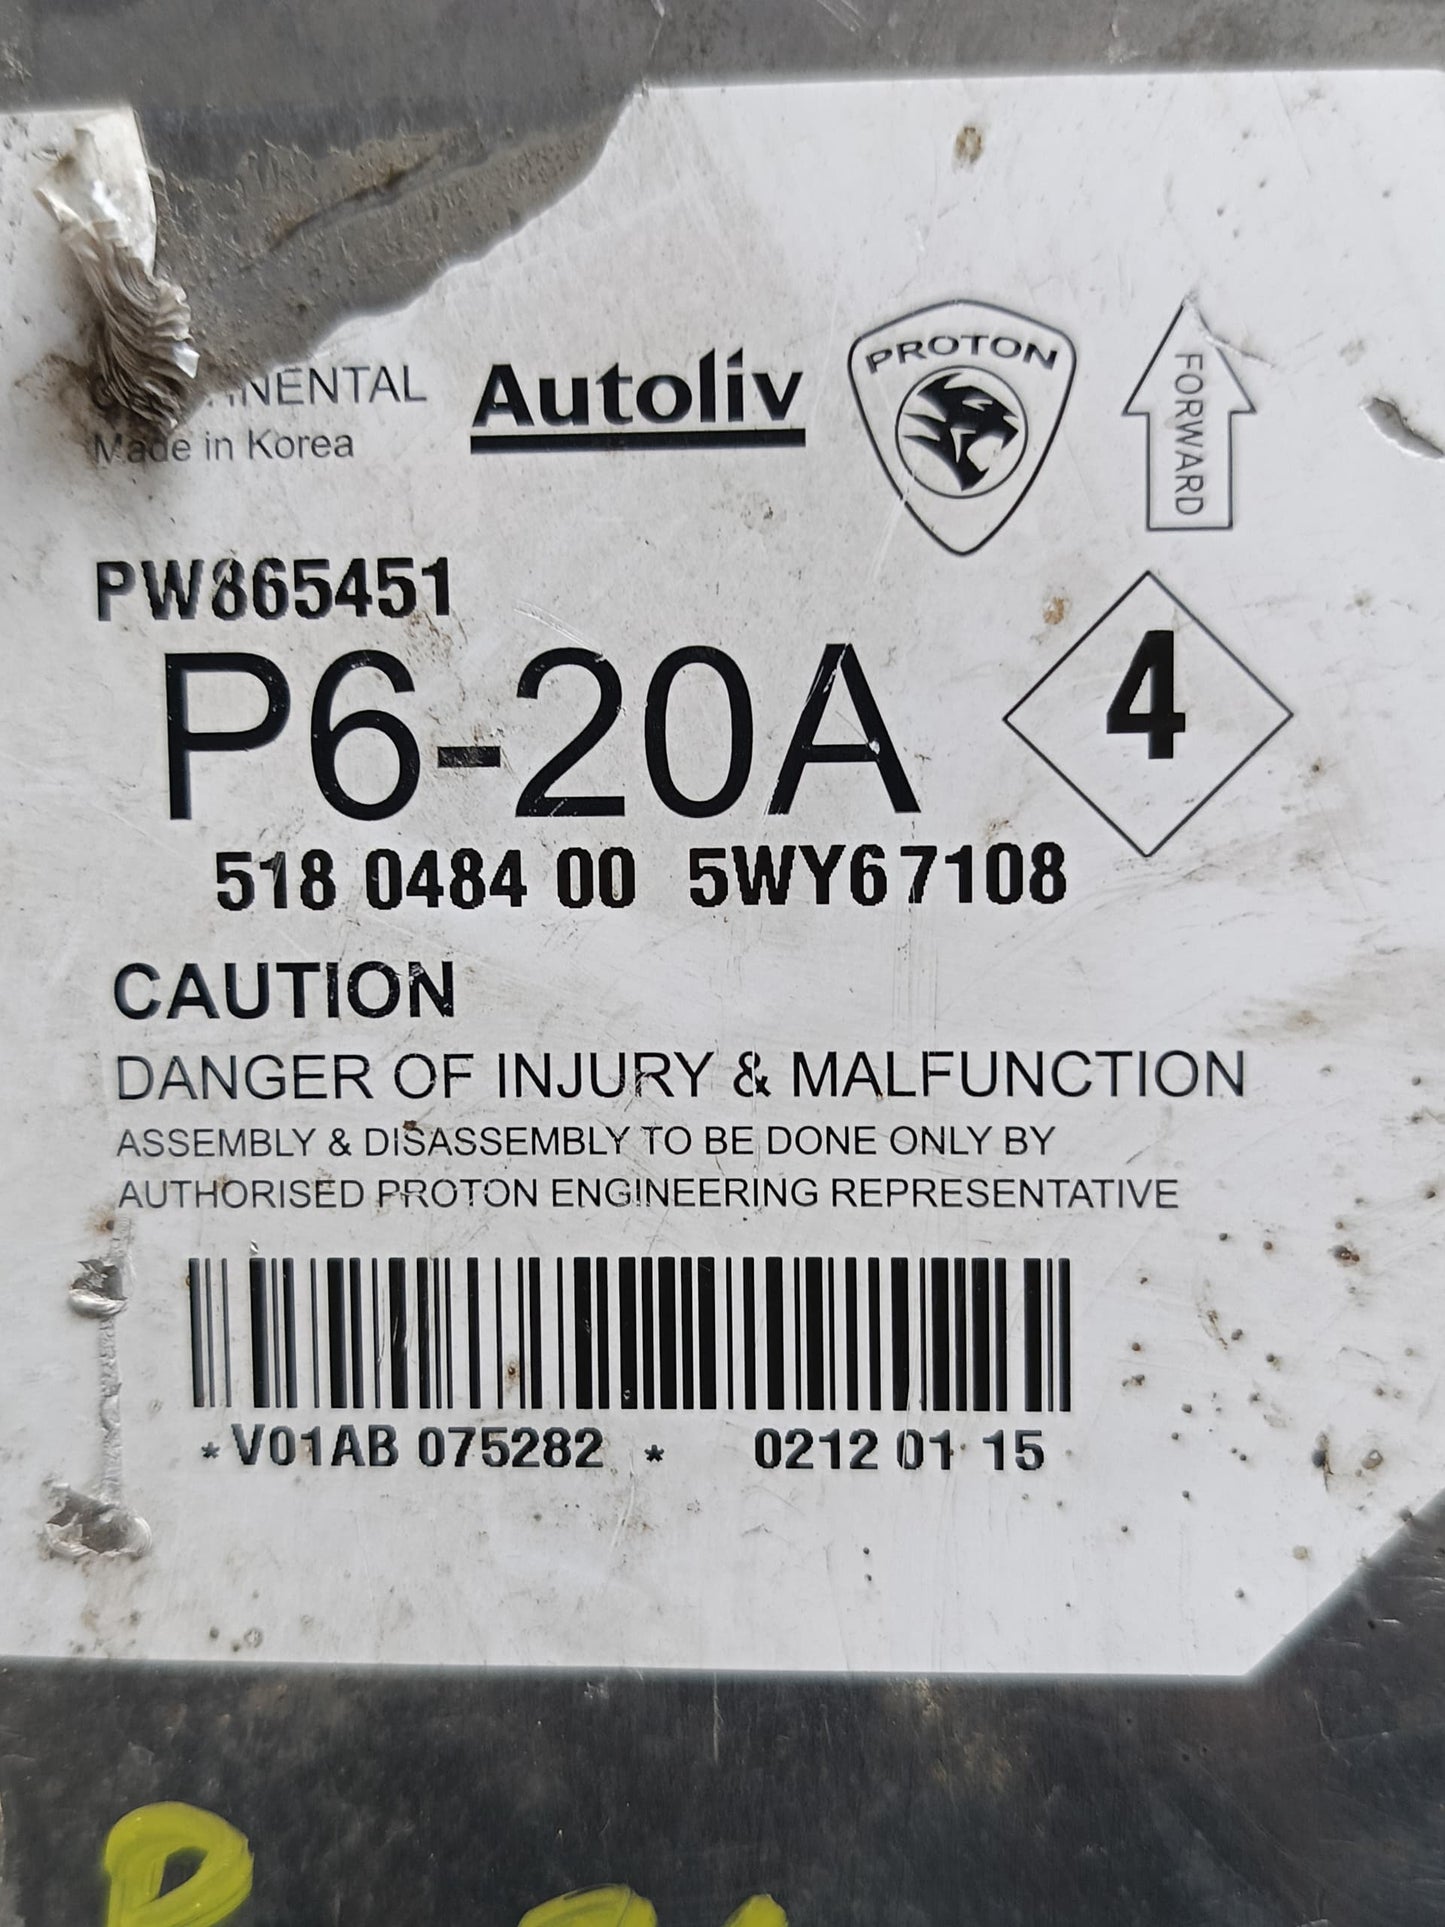 Made in Korea
Autoliv
PROTON
FORWARD
PW865451
P6-20A
4
518 0484 00 5WY67108
CAUTION
DANGER OF INJURY & MALFUNCTION
ASSEMBLY & DISASSEMBLY TO BE DONE ONLY BY
AUTHORISED PROTON ENGINEERING REPRESENTATIVE
* V01AB 075282 * 0212 01 15